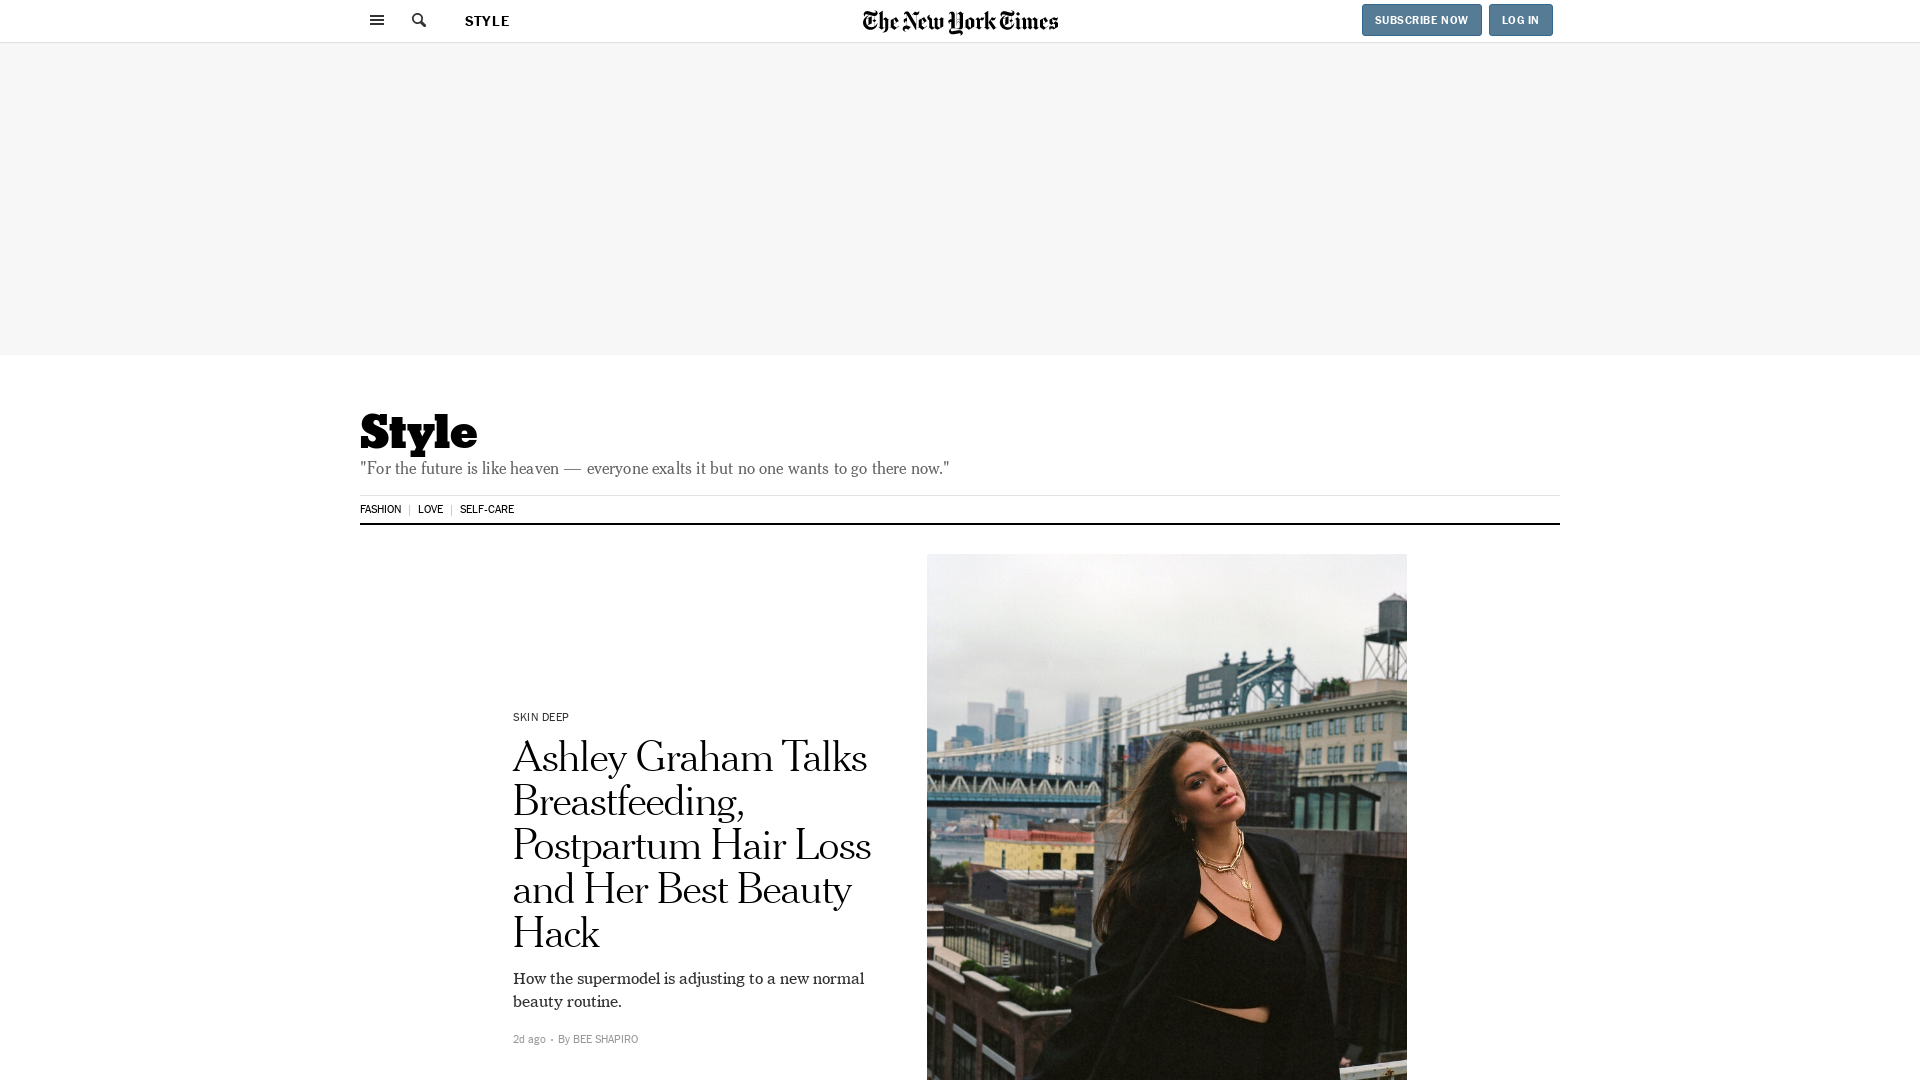 STYLE
The New York Times
SUBSCRIBE NOW
LOG IN
Style
"For the future is like heaven — everyone exalts it but no one wants to go there now."
FASHION
LOVE
SELF-CARE
SKIN DEEP
Ashley Graham Talks
Breastfeeding,
Postpartum Hair Loss
and Her Best Beauty
Hack
How the supermodel is adjusting to a new normal
beauty routine.
2d ago • By BEE SHAPIRO